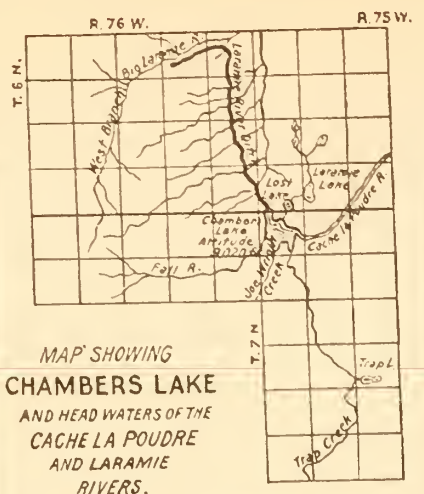 R. 76 W.
R. 75 W.
T. 6 N.
Big Laramie R.
West Branch
Laramie River Ditch
Lost
Lake
Laramie
Lake
Chambers
Lake
Altitude
Cache la Poudre R.
Fall R.
Joe Wright
Creek
T. 7 N
Trap L.
Trap Creek
MAP SHOWING
CHAMBERS LAKE
AND HEAD WATERS OF THE
CACHE LA POUDRE
AND LARAMIE
RIVERS.